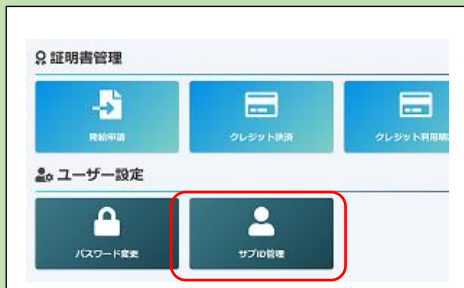 証明書管理
発給申請
クレジット決済
クレジット利用明
ユーザー設定
パスワード変更
サブID管理